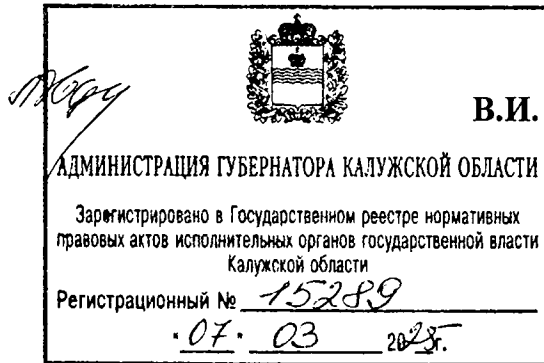 В.И.
АДМИНИСТРАЦИЯ ГУБЕРНАТОРА КАЛУЖСКОЙ ОБЛАСТИ
Зарегистрировано в Государственном реестре нормативных
правовых актов исполнительных органов государственной власти
Калужской области
Регистрационный № 15289
"07" 03 2025г.